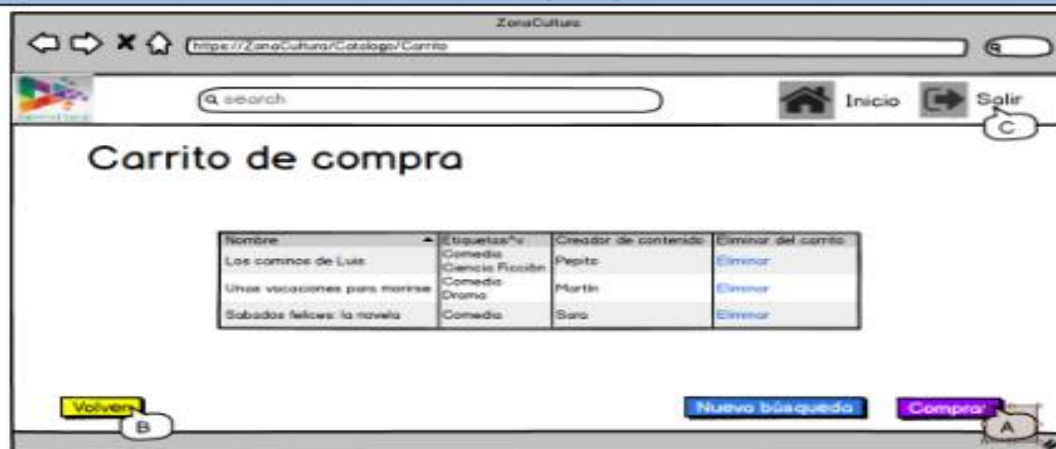 ZonaCultura
https://ZonaCultura/Catalogo/Carrito
search
Inicio
Salir
C
Carrito de compra
Nombre Etiquetas^v Creador de contenido Eliminar del carrito
Los caminos de Luis Comedia Ciencia Ficción Pepito Eliminar
Unas vacaciones para morirse Comedia Drama Martín Eliminar
Sabados felices: la novela Comedia Sara Eliminar
Volver
B
Nuevo búsqueda
Comprar
A